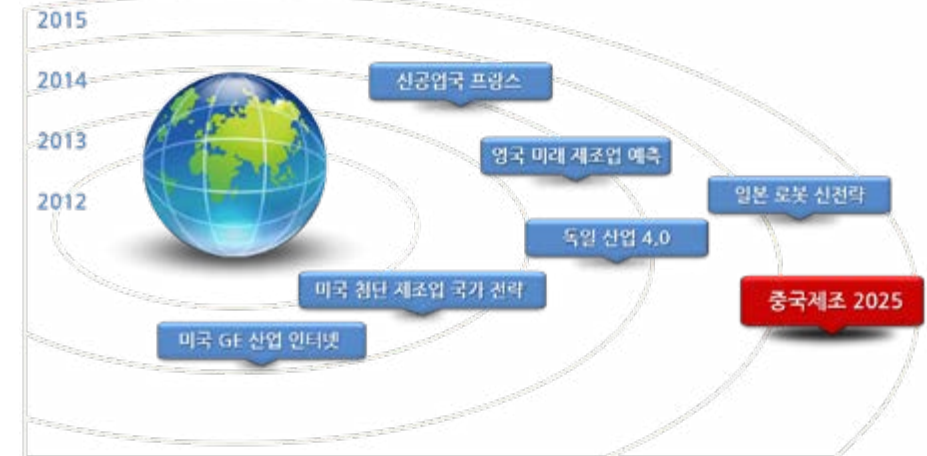 2015
2014
신공업국 프랑스
2013
영국 미래 제조업 예측
일본 로봇 신전략
2012
독일 산업 4.0
미국 첨단 제조업 국가 전략
중국제조 2025
미국 GE 산업 인터넷